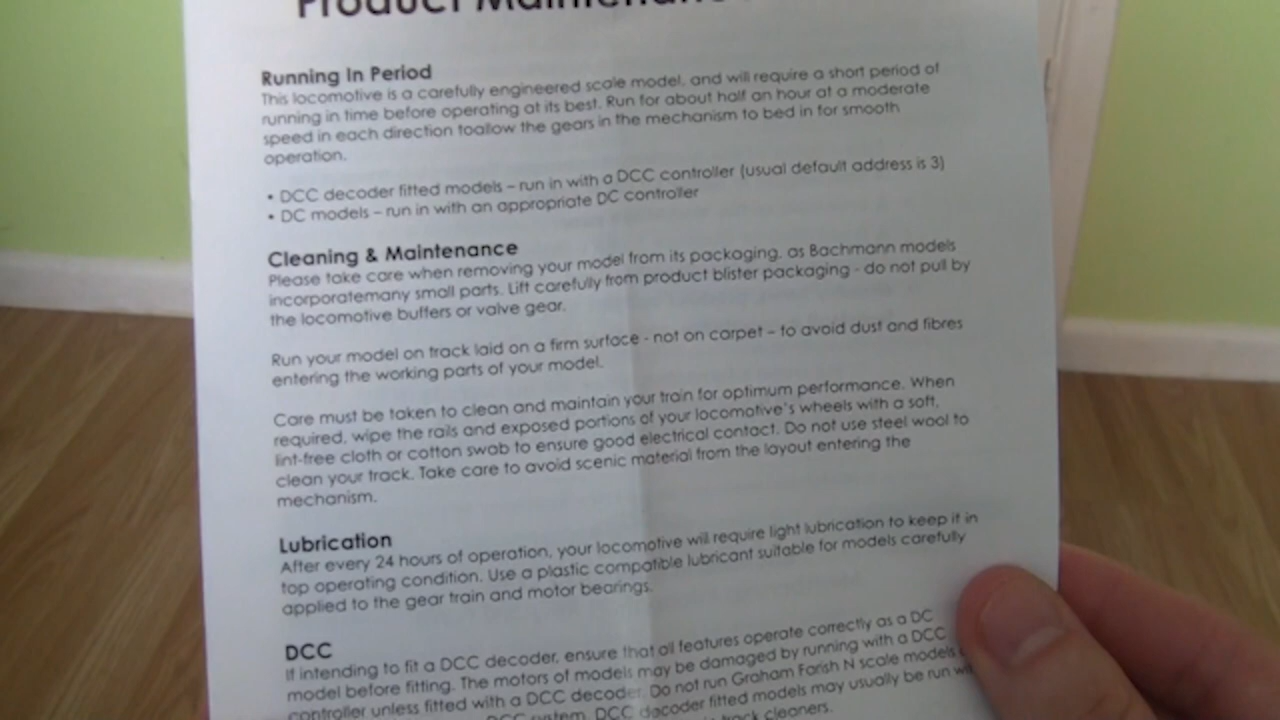 Product
Running In Period
This locomotive is a carefully engineered scale model, and will require a short period of
running in time before operating at its best. Run for about half an hour at a moderate
speed in each direction toallow the gears in the mechanism to bed in for smooth
operation.
• DCC decoder fitted models – run in with a DCC controller (usual default address is 3)
• DC models – run in with an appropriate DC controller
Cleaning & Maintenance
Please take care when removing your model from its packaging, as Bachmann models
incorporatemany small parts. Lift carefully from product blister packaging - do not pull by
the locomotive buffers or valve gear.
Run your model on track laid on a firm surface - not on carpet – to avoid dust and fibres
entering the working parts of your model.
Care must be taken to clean and maintain your train for optimum performance. When
required, wipe the rails and exposed portions of your locomotive's wheels with a soft,
lint-free cloth or cotton swab to ensure good electrical contact. Do not use steel wool to
clean your track. Take care to avoid scenic material from the layout entering the
mechanism.
Lubrication
After every 24 hours of operation, your locomotive will require light lubrication to keep it in
top operating condition. Use a plastic compatible lubricant suitable for models carefully
applied to the gear train and motor bearings.
DCC
If intending to fit a DCC decoder, ensure that all features operate correctly as a DC
model before fitting. The motors of models may be damaged by running with a DCC
controller unless fitted with a DCC decoder. Do not run Graham Farish N scale models
DCC system. DCC decoder fitted models may usually be run
track cleaners.